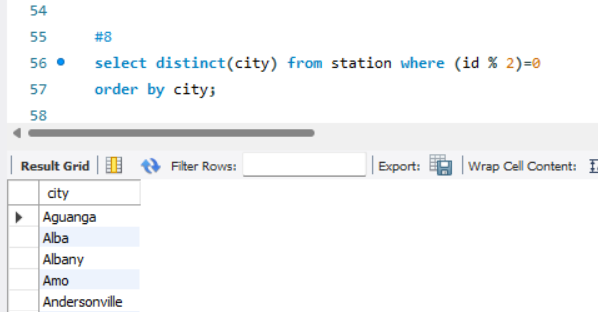 54
55 #8
56 select distinct(city) from station where (id % 2)=0
57 order by city;
58
Result Grid Filter Rows: Export: Wrap Cell Content:
city
Aguanga
Alba
Albany
Amo
Andersonville